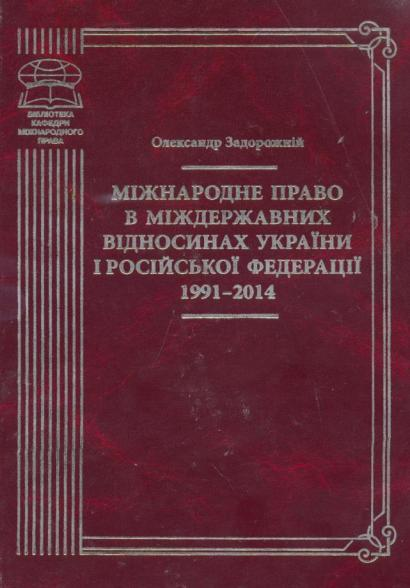 БІБЛІОТЕКА
КАФЕДРИ
МІЖНАРОДНОГО
ПРАВА
Олександр Задорожній
МІЖНАРОДНЕ ПРАВО
В МІЖДЕРЖАВНИХ
ВІДНОСИНАХ УКРАЇНИ
І РОСІЙСЬКОЇ ФЕДЕРАЦІЇ
1991–2014